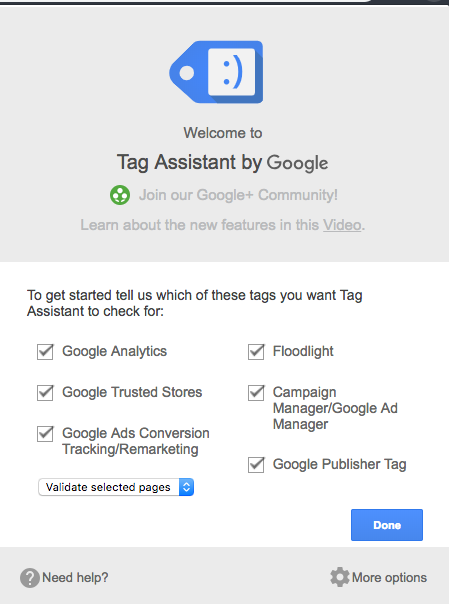 :)
Welcome to
Tag Assistant by Google
Join our Google+ Community!
Learn about the new features in this Video.
To get started tell us which of these tags you want Tag
Assistant to check for:
Google Analytics
Google Trusted Stores
Google Ads Conversion
Tracking/Remarketing
Validate selected pages
Floodlight
Campaign
Manager/Google Ad
Manager
Google Publisher Tag
Done
Need help?
More options